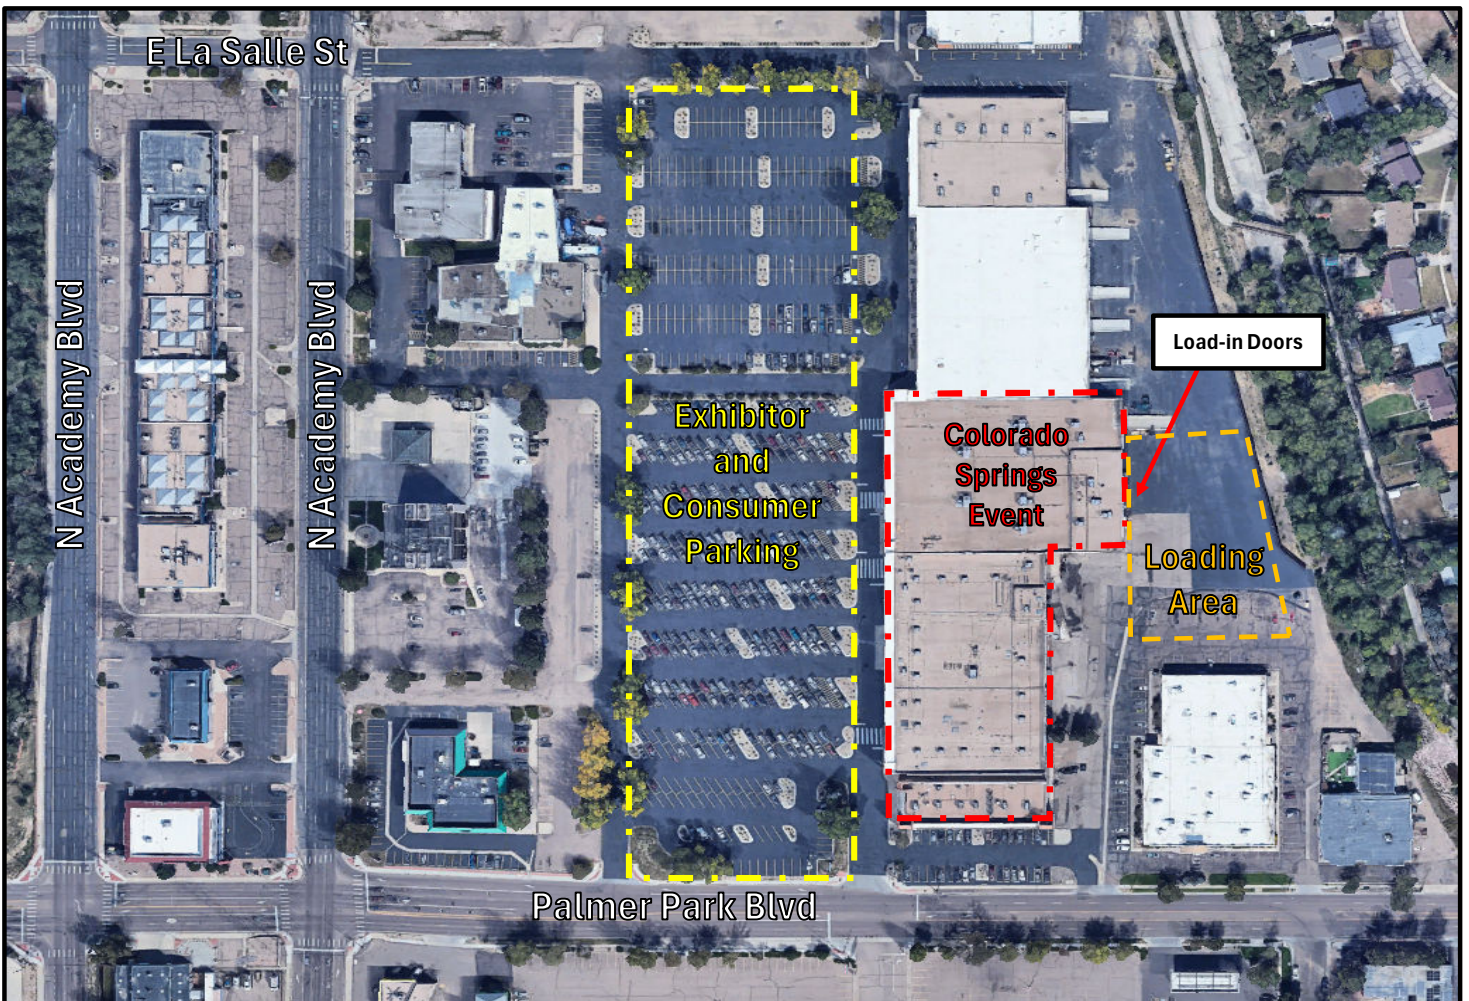 E La Salle St
N Academy Blvd
N Academy Blvd
Load-in Doors
Exhibitor
and
Consumer
Parking
Colorado
Springs
Event
Loading
Area
Palmer Park Blvd